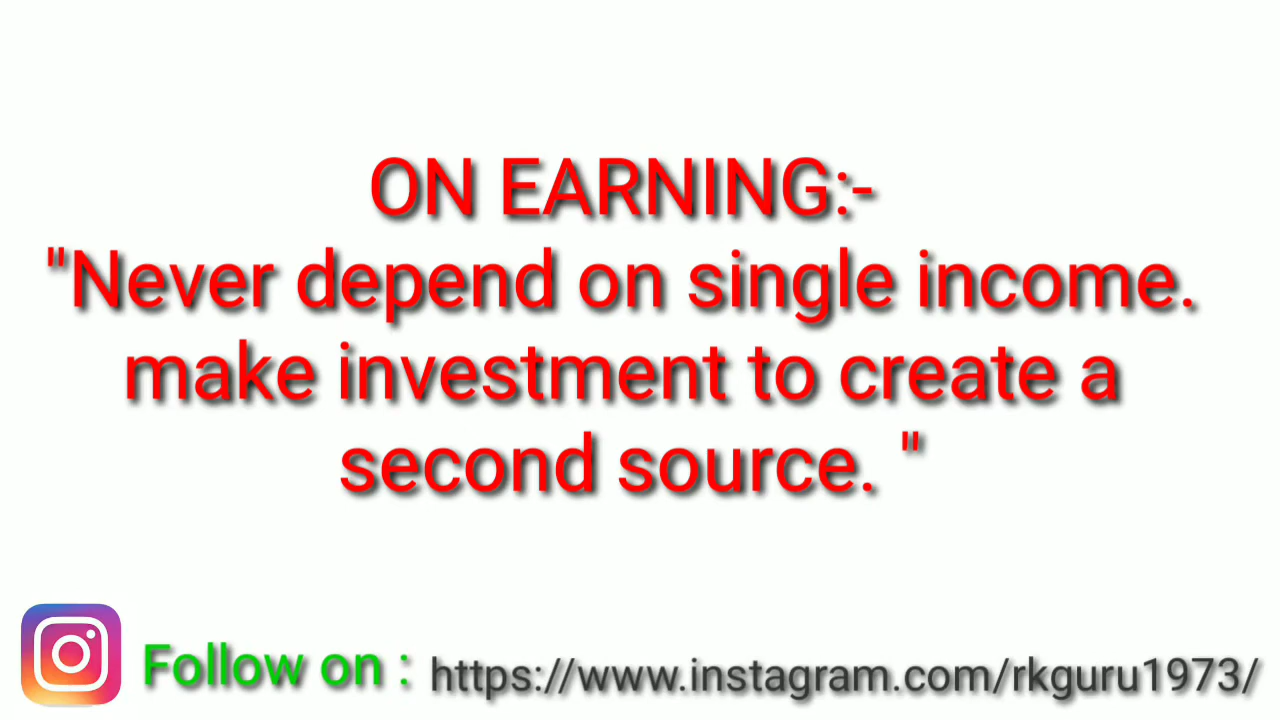 ON EARNING:-
"Never depend on single income.
make investment to create a
second source. "
Follow on : https://www.instagram.com/rkguru1973/